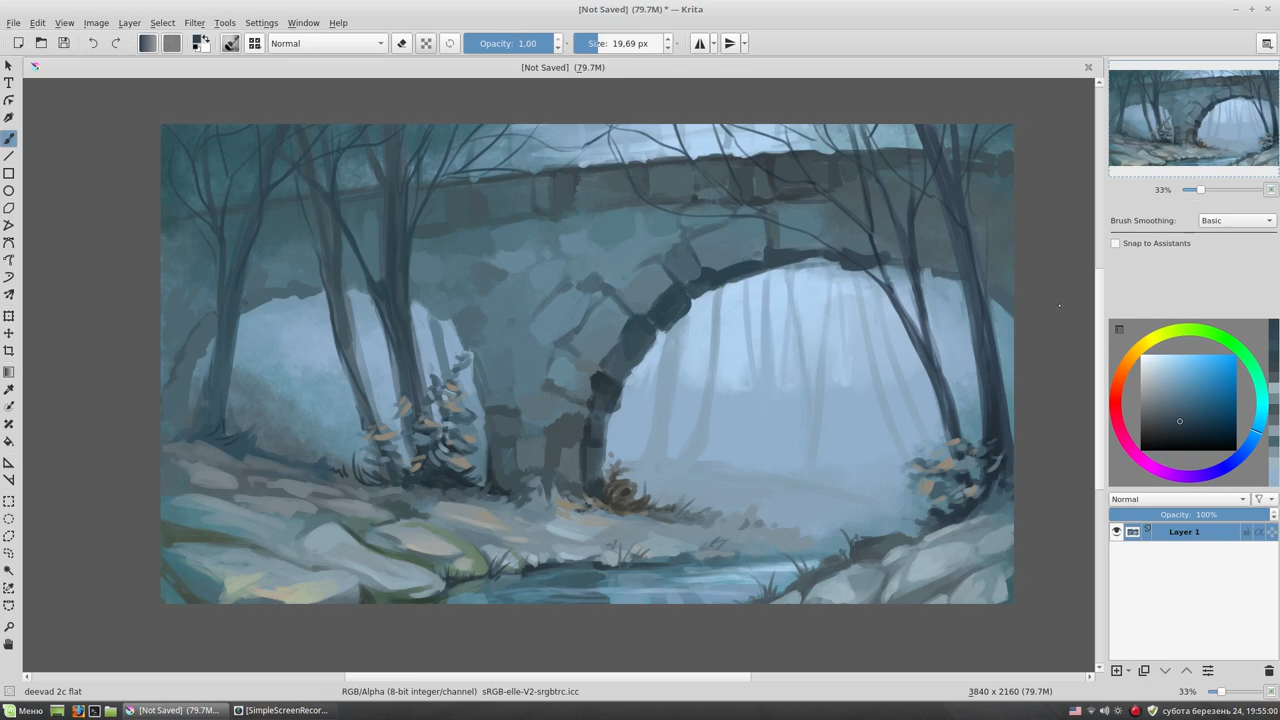 [Not Saved]  (79.7M) * — Krita
File Edit View Image Layer Select Filter Tools Settings Window Help
Normal Opacity: 1.00 Size: 19,69 px
[Not Saved]  (79.7M)
33%
Brush Smoothing: Basic
Snap to Assistants
Normal
Opacity: 100%
Layer 1
deevad 2c flat RGB/Alpha (8-bit integer/channel)  sRGB-elle-V2-srgbtrc.icc 3840 x 2160 (79.7M) 33%
Меню [Not Saved]  (79.7M... [SimpleScreenRecor... субота березень 24, 19:55:00